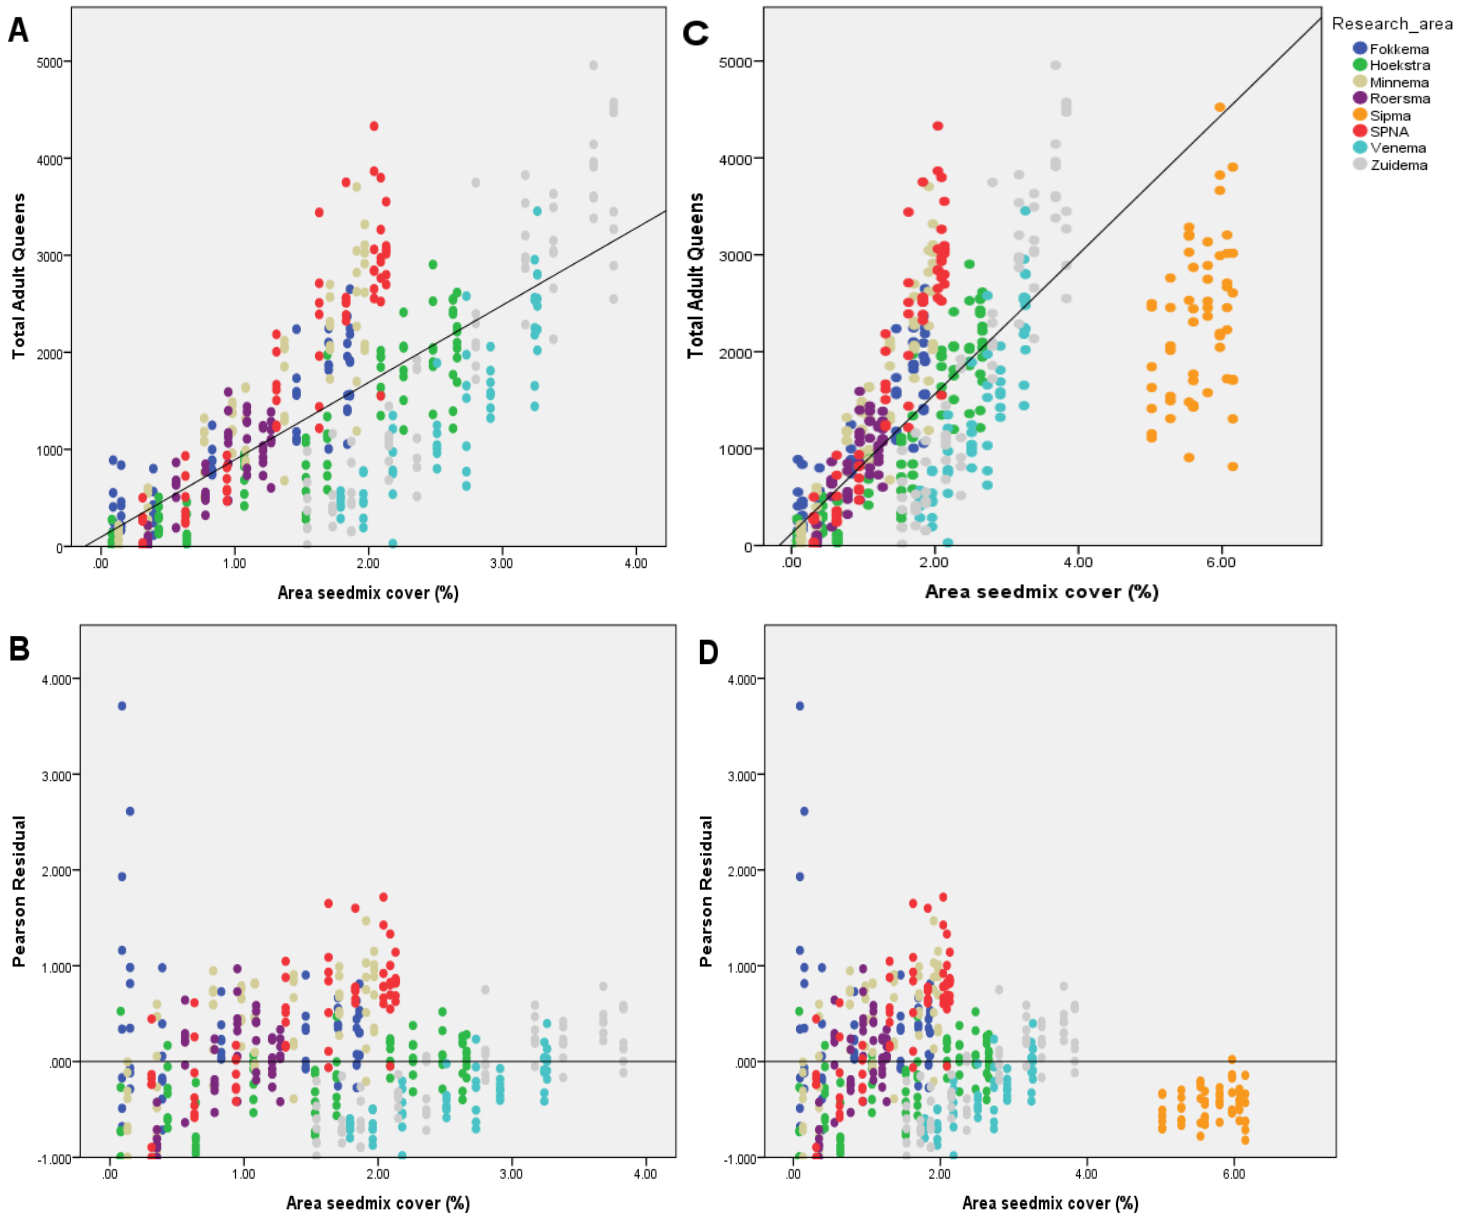 A
Total Adult Queens
5000
4000
3000
2000
1000
0
.00
1.00
2.00
3.00
4.00
Area seedmix cover (%)
C
Total Adult Queens
5000
4000
3000
2000
1000
0
.00
2.00
4.00
6.00
Area seedmix cover (%)
Research_area
Fokkema
Hoekstra
Minnema
Roersma
Sipma
SPNA
Venema
Zuidema
B
Pearson Residual
4.000
3.000
2.000
1.000
.000
-1.000
.00
1.00
2.00
3.00
4.00
Area seedmix cover (%)
D
Pearson Residual
4.000
3.000
2.000
1.000
.000
-1.000
.00
2.00
4.00
6.00
Area seedmix cover (%)